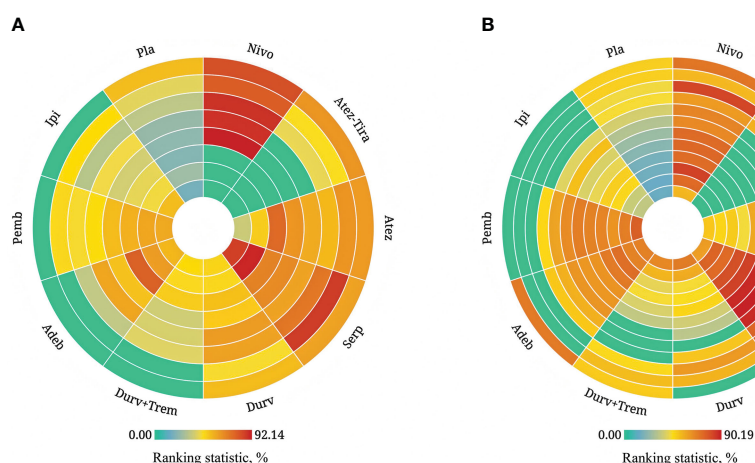 A
Pla
Nivo
Ipi
Atez-Tira
Pemb
Atez
Adeb
Serp
Durv+Trem
Durv
0.00 92.14
Ranking statistic, %
B
Pla
Nivo
Ipi
Pemb
Adeb
Durv+Trem
Durv
0.00 90.19
Ranking statistic, %